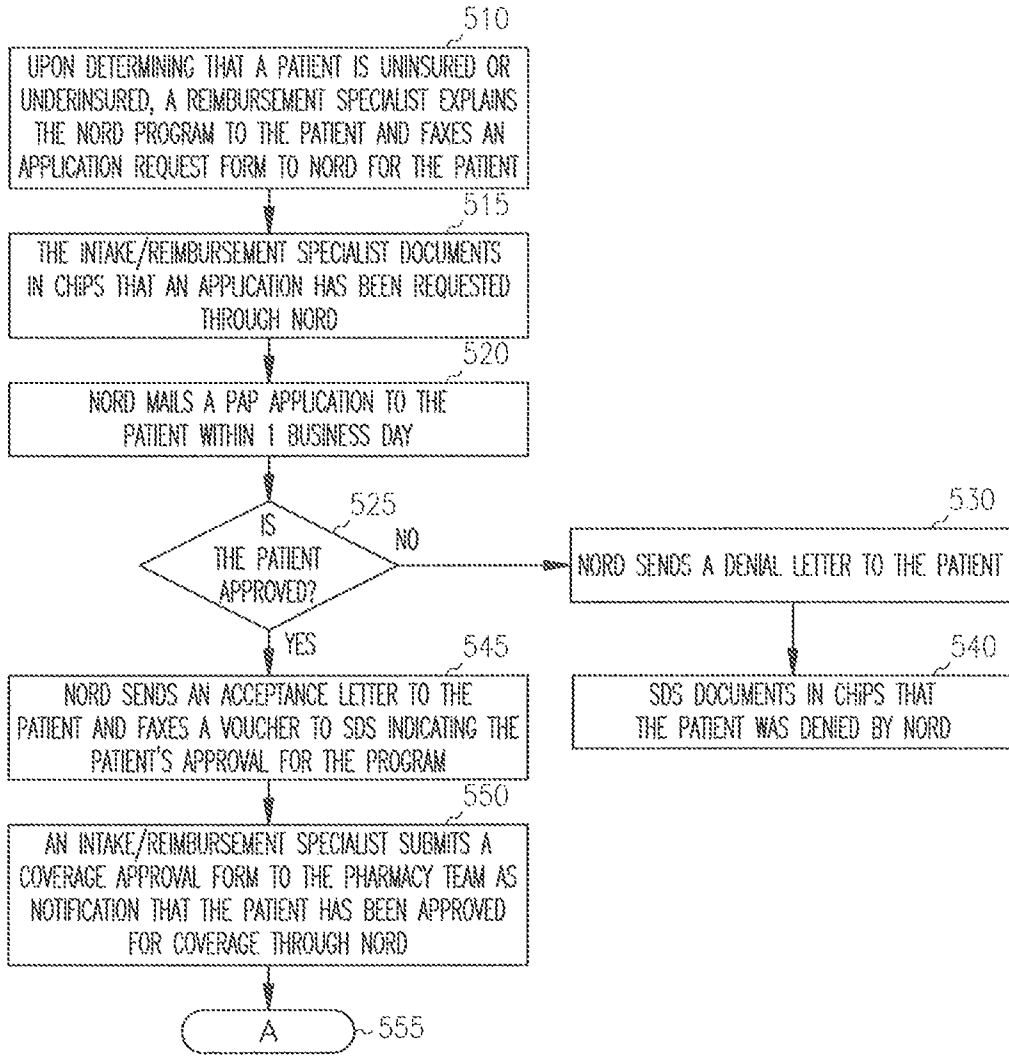 510
UPON DETERMINING THAT A PATIENT IS UNINSURED OR
UNDERINSURED, A REIMBURSEMENT SPECIALIST EXPLAINS
THE NORD PROGRAM TO THE PATIENT AND FAXES AN
APPLICATION REQUEST FORM TO NORD FOR THE PATIENT
515
THE INTAKE/REIMBURSEMENT SPECIALIST DOCUMENTS
IN CHIPS THAT AN APPLICATION HAS BEEN REQUESTED
THROUGH NORD
520
NORD MAILS A PAP APPLICATION TO THE
PATIENT WITHIN 1 BUSINESS DAY
525
IS
THE PATIENT
APPROVED?
NO
530
NORD SENDS A DENIAL LETTER TO THE PATIENT
540
SDS DOCUMENTS IN CHIPS THAT
THE PATIENT WAS DENIED BY NORD
YES
545
NORD SENDS AN ACCEPTANCE LETTER TO THE
PATIENT AND FAXES A VOUCHER TO SDS INDICATING THE
PATIENT'S APPROVAL FOR THE PROGRAM
550
AN INTAKE/REIMBURSEMENT SPECIALIST SUBMITS A
COVERAGE APPROVAL FORM TO THE PHARMACY TEAM AS
NOTIFICATION THAT THE PATIENT HAS BEEN APPROVED
FOR COVERAGE THROUGH NORD
A
555